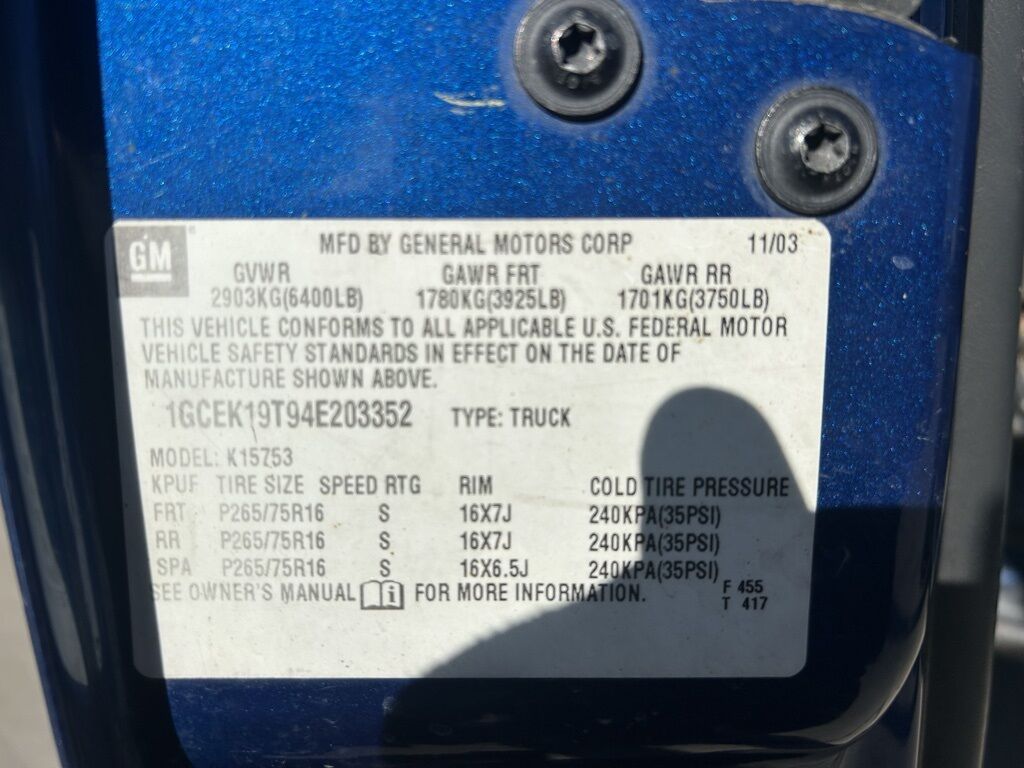 GM MFD BY GENERAL MOTORS CORP 11/03
GVWR GAWR FRT GAWR RR
2903KG(6400LB) 1780KG(3925LB) 1701KG(3750LB)
THIS VEHICLE CONFORMS TO ALL APPLICABLE U.S. FEDERAL MOTOR
VEHICLE SAFETY STANDARDS IN EFFECT ON THE DATE OF
MANUFACTURE SHOWN ABOVE.
1GCEK19T94E203352 TYPE: TRUCK
MODEL: K15753
KPUF TIRE SIZE SPEED RTG RIM COLD TIRE PRESSURE
FRT P265/75R16 S 16X7J 240KPA(35PSI)
RR P265/75R16 S 16X7J 240KPA(35PSI)
SPA P265/75R16 S 16X6.5J 240KPA(35PSI)
SEE OWNER'S MANUAL i FOR MORE INFORMATION. F 455
T 417